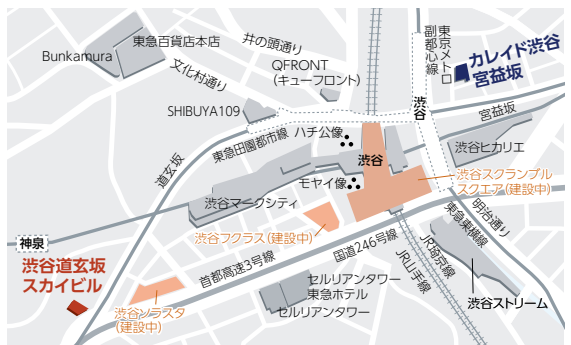 東急百貨店本店
井の頭通り
Bunkamura
文化村通り
QFRONT
(キューフロント)
東京メトロ
副都心線
カレイド渋谷
宮益坂
SHIBUYA109
渋谷
宮益坂
ハチ公像
東急田園都市線
道玄坂
渋谷
渋谷ヒカリエ
モヤイ像
渋谷スクランブル
スクエア(建設中)
渋谷マークシティ
明治通り
東急東横線
神泉
渋谷フクラス(建設中)
国道246号線
JR埼京線
JR山手線
渋谷道玄坂
スカイビル
首都高速3号線
セルリアンタワー
東急ホテル
渋谷ストリーム
渋谷ソラスタ
(建設中)
セルリアンタワー